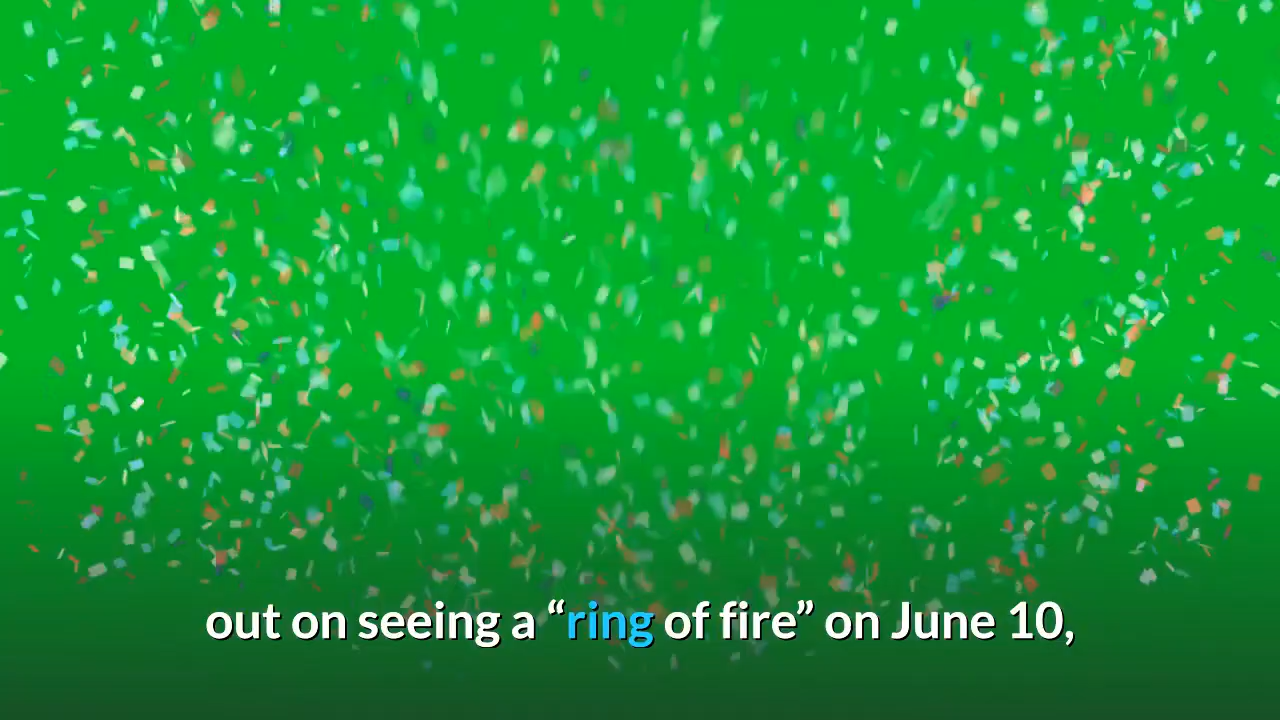 out on seeing a “ring of fire” on June 10,